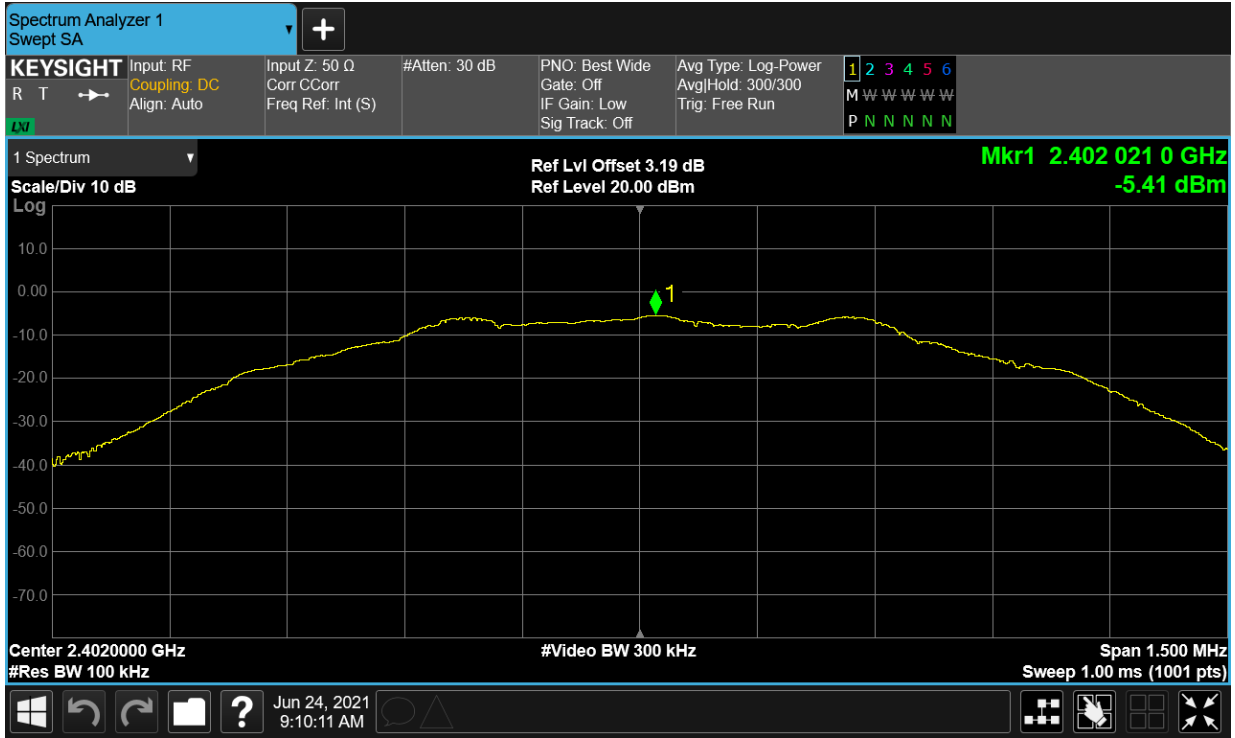 Spectrum Analyzer 1
Swept SA
+
KEYSIGHT
R T
LXI
Input: RF
Coupling: DC
Align: Auto
Input Z: 50 Ω
Corr CCorr
Freq Ref: Int (S)
#Atten: 30 dB
PNO: Best Wide
Gate: Off
IF Gain: Low
Sig Track: Off
Avg Type: Log-Power
Avg|Hold: 300/300
Trig: Free Run
1 2 3 4 5 6
M W W W W W
P N N N N N
1 Spectrum
Scale/Div 10 dB
Log
Ref Lvl Offset 3.19 dB
Ref Level 20.00 dBm
Mkr1 2.402 021 0 GHz
-5.41 dBm
10.0
0.00
-10.0
-20.0
-30.0
-40.0
-50.0
-60.0
-70.0
1
Center 2.4020000 GHz
#Res BW 100 kHz
#Video BW 300 kHz
Span 1.500 MHz
Sweep 1.00 ms (1001 pts)
?
Jun 24, 2021
9:10:11 AM